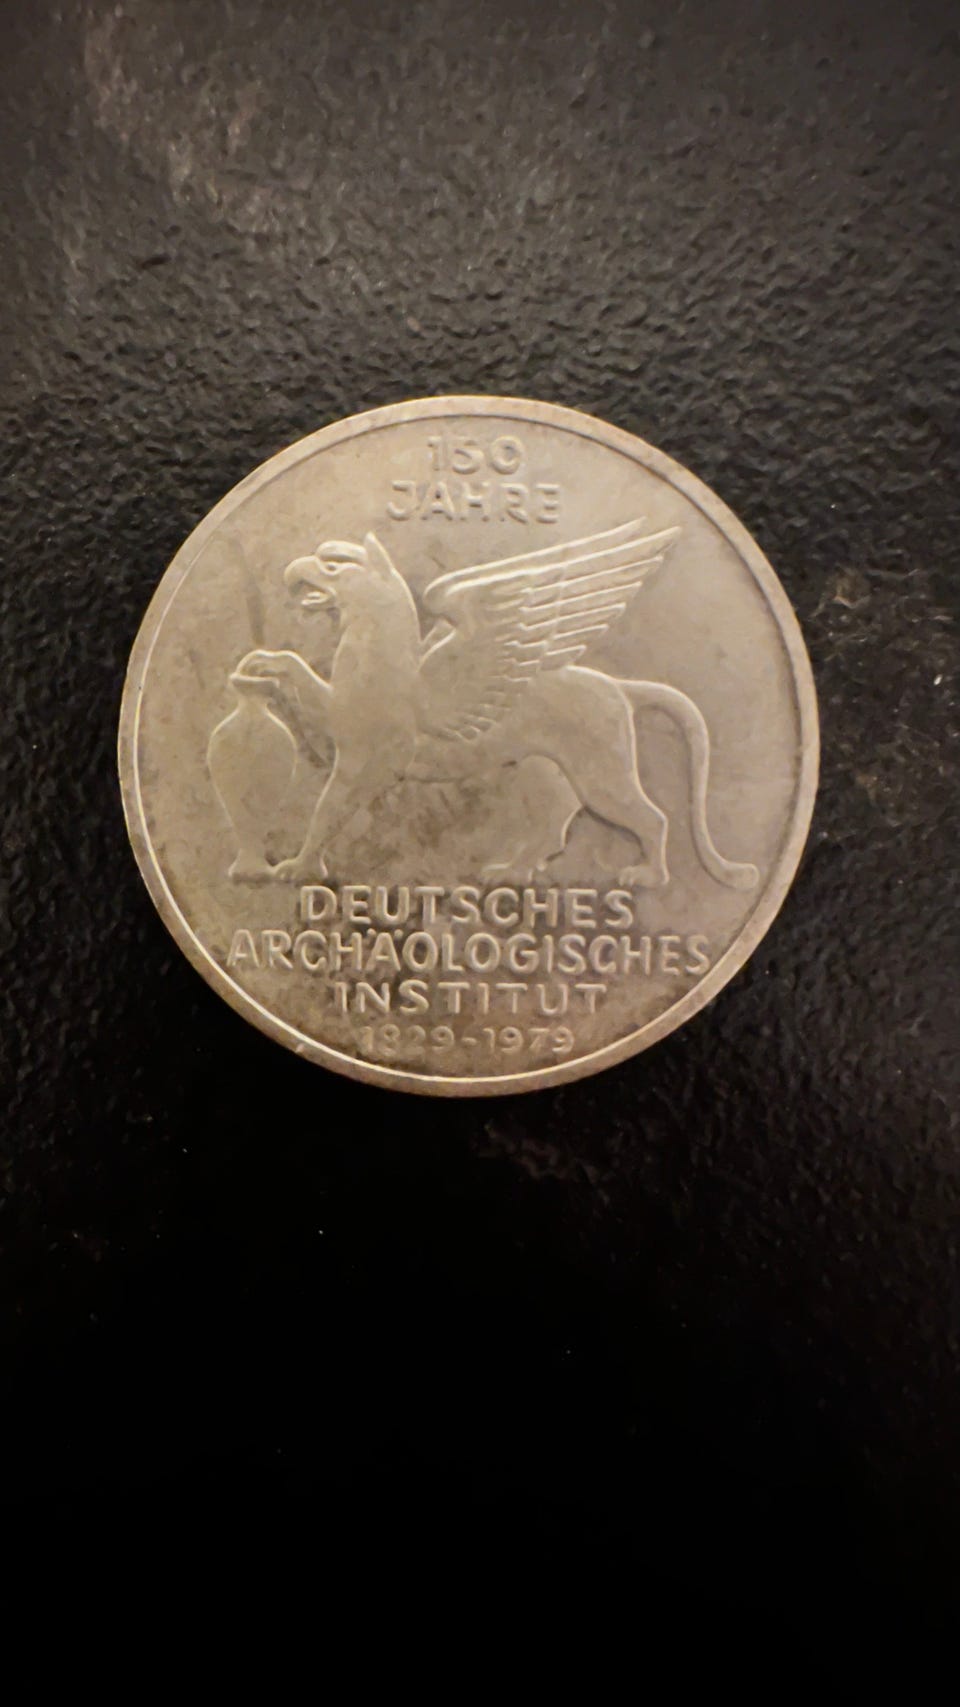 150
JAHRE
DEUTSCHES
ARCHÄOLOGISCHES
INSTITUT
1829-1979